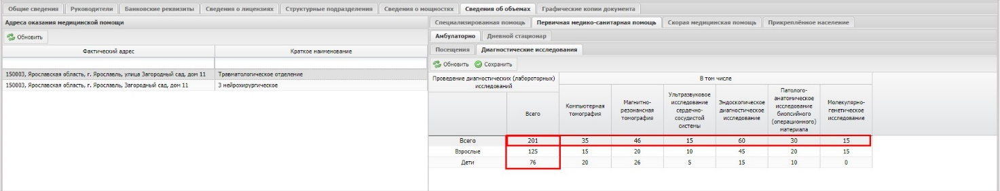 Общие сведения Руководители Банковские реквизиты Сведения о лицензиях Структурные подразделения Сведения о мощностях Сведения об объемах Графические копии документа
Адреса оказания медицинской помощи
Обновить
Фактический адрес Краткое наименование
150003, Ярославская область, г. Ярославль, улица Загородный сад, дом 11 Травматологическое отделение
150003, Ярославская область, г. Ярославль, Загородный сад, дом 11 3 нейрохирургическое
Специализированная помощь Первичная медико-санитарная помощь Скорая медицинская помощь Прикреплённое население
Амбулаторно Дневной стационар
Посещения Диагностические исследования
Обновить Сохранить
Проведение диагностических (лабороторных)
исследований
В том числе
Всего
Компьютерная
томография
Магнитно-
резонансная
томография
Ультразвуковое
исследование
сердечно-
сосудистой
системы
Эндоскопическое
диагностическое
исследование
Патолого-
анатомическое
исследование
биопсийного
(операционного)
материала
Молекулярно-
генетическое
исследование
Всего 201 35 46 15 60 30 15
Взрослые 125 15 20 10 45 20 15
Дети 76 20 26 5 15 10 0